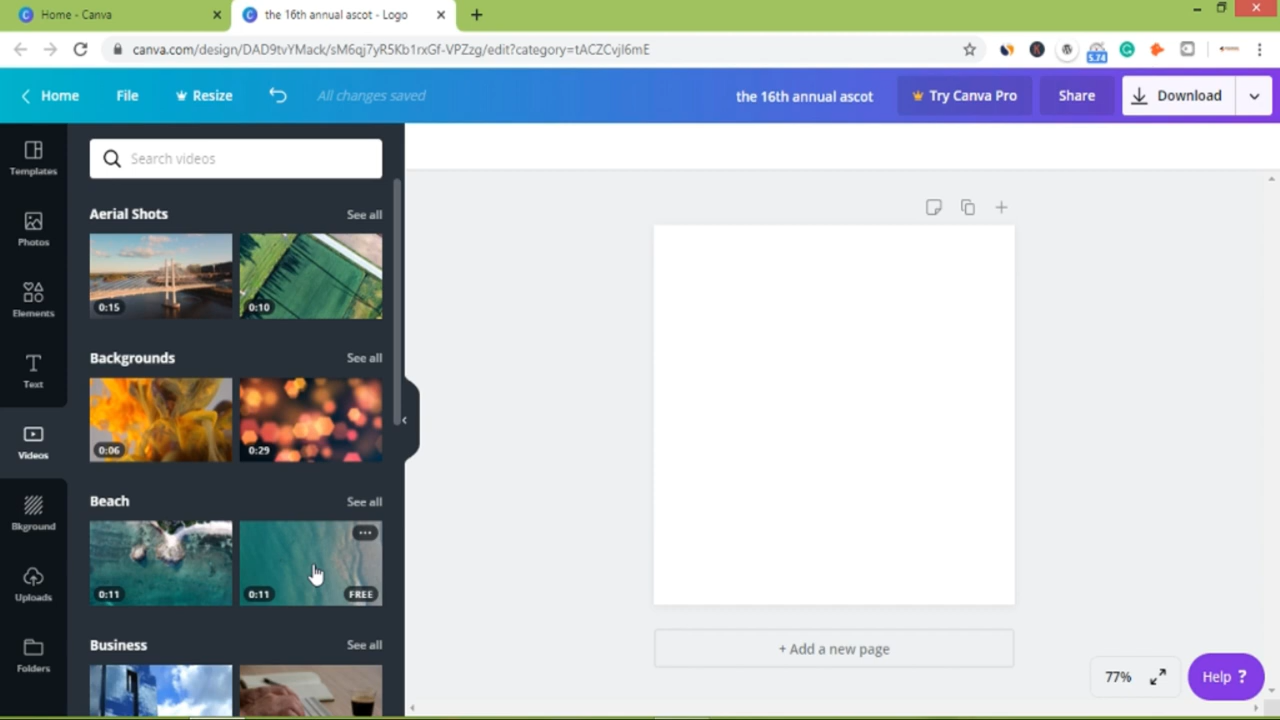 Home - Canva
the 16th annual ascot - Logo
canva.com/design/DAD9tvYMack/sM6qj7yR5Kb1rxGf-VPZzg/edit?category=tACZCvjI6mE
5.74
Home
File
Resize
All changes saved
the 16th annual ascot
Try Canva Pro
Share
Download
Templates
Photos
Elements
Text
Videos
Bkground
Uploads
Folders
Search videos
Aerial Shots
See all
0:15
0:10
Backgrounds
See all
0:06
0:29
Beach
See all
0:11
0:11
FREE
Business
See all
+ Add a new page
77%
Help ?